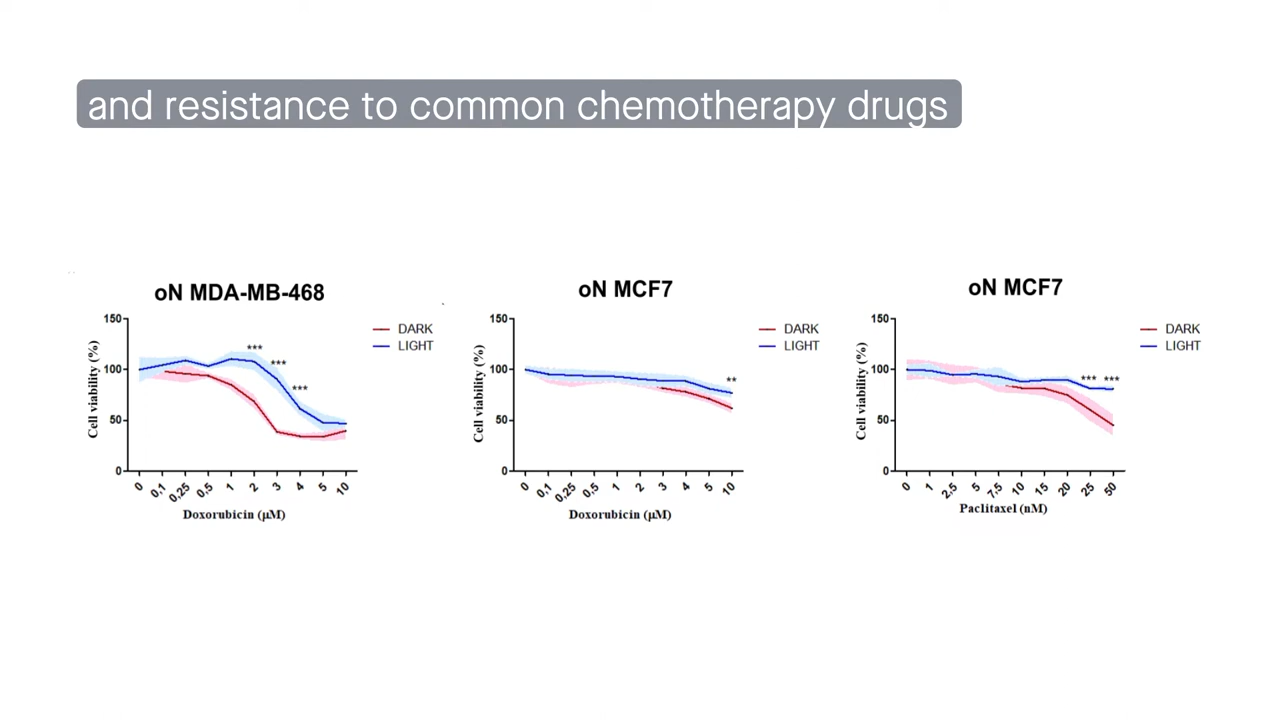 and resistance to common chemotherapy drugs
oN MDA-MB-468
150
100
50
0
Cell viability (%)
***
***
***
DARK
LIGHT
0
0,1
0,25
0,5
1
2
3
4
5
10
Doxorubicin (μM)
oN MCF7
150
100
50
0
Cell viability (%)
**
DARK
LIGHT
0
0,1
0,25
0,5
1
2
3
4
5
10
Doxorubicin (μM)
oN MCF7
150
100
50
0
Cell viability (%)
*** ***
DARK
LIGHT
0
1
2,5
5
7,5
10
15
20
25
50
Paclitaxel (nM)